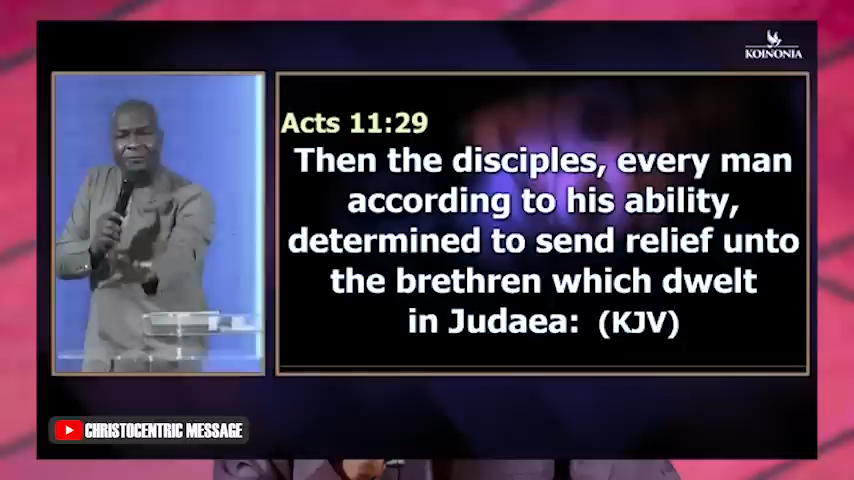 KOINONIA
Acts 11:29
Then the disciples, every man
according to his ability,
determined to send relief unto
the brethren which dwelt
in Judaea: (KJV)
CHRISTOCENTRIC MESSAGE